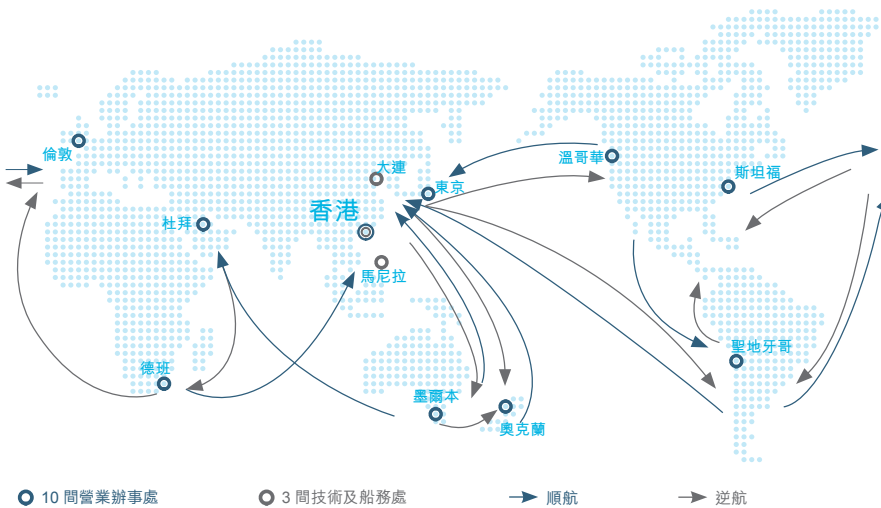 倫敦
大連
溫哥華
斯坦福
東京
香港
杜拜
馬尼拉
德班
聖地牙哥
墨爾本
奧克蘭
10 間營業辦事處
3 間技術及船務處
順航
逆航